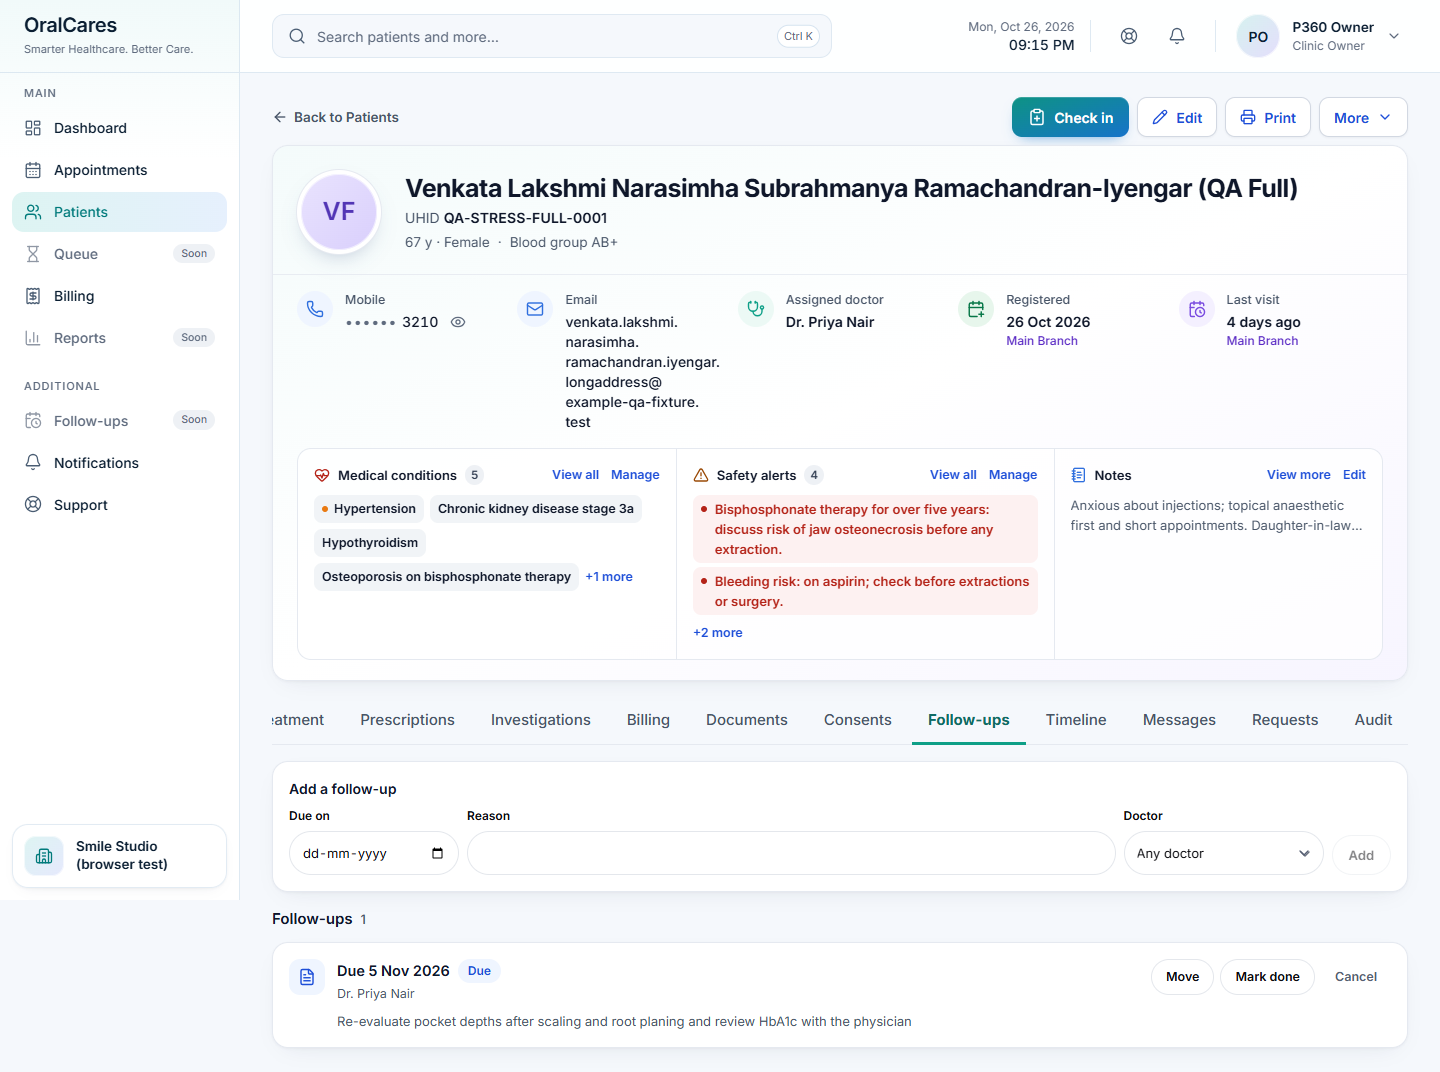 OralCares
Smarter Healthcare. Better Care.
Search patients and more...
Ctrl K
Mon, Oct 26, 2026
09:15 PM
PO
P360 Owner
Clinic Owner
MAIN
Dashboard
Appointments
Patients
Queue
Soon
Billing
Reports
Soon
ADDITIONAL
Follow-ups
Soon
Notifications
Support
Smile Studio
(browser test)
Back to Patients
Check in
Edit
Print
More
VF
Venkata Lakshmi Narasimha Subrahmanya Ramachandran-Iyengar (QA Full)
UHID QA-STRESS-FULL-0001
67 y · Female · Blood group AB+
Mobile
•••••• 3210
Email
venkata.lakshmi.
narasimha.
ramachandran.iyengar.
longaddress@
example-qa-fixture.
test
Assigned doctor
Dr. Priya Nair
Registered
26 Oct 2026
Main Branch
Last visit
4 days ago
Main Branch
Medical conditions 5
View all Manage
Hypertension
Chronic kidney disease stage 3a
Hypothyroidism
Osteoporosis on bisphosphonate therapy
+1 more
Safety alerts 4
View all Manage
Bisphosphonate therapy for over five years:
discuss risk of jaw osteonecrosis before any
extraction.
Bleeding risk: on aspirin; check before extractions
or surgery.
+2 more
Notes
View more Edit
Anxious about injections; topical anaesthetic
first and short appointments. Daughter-in-law...
eatment
Prescriptions
Investigations
Billing
Documents
Consents
Follow-ups
Timeline
Messages
Requests
Audit
Add a follow-up
Due on
Reason
Doctor
dd-mm-yyyy
Any doctor
Add
Follow-ups 1
Due 5 Nov 2026
Due
Dr. Priya Nair
Re-evaluate pocket depths after scaling and root planing and review HbA1c with the physician
Move
Mark done
Cancel